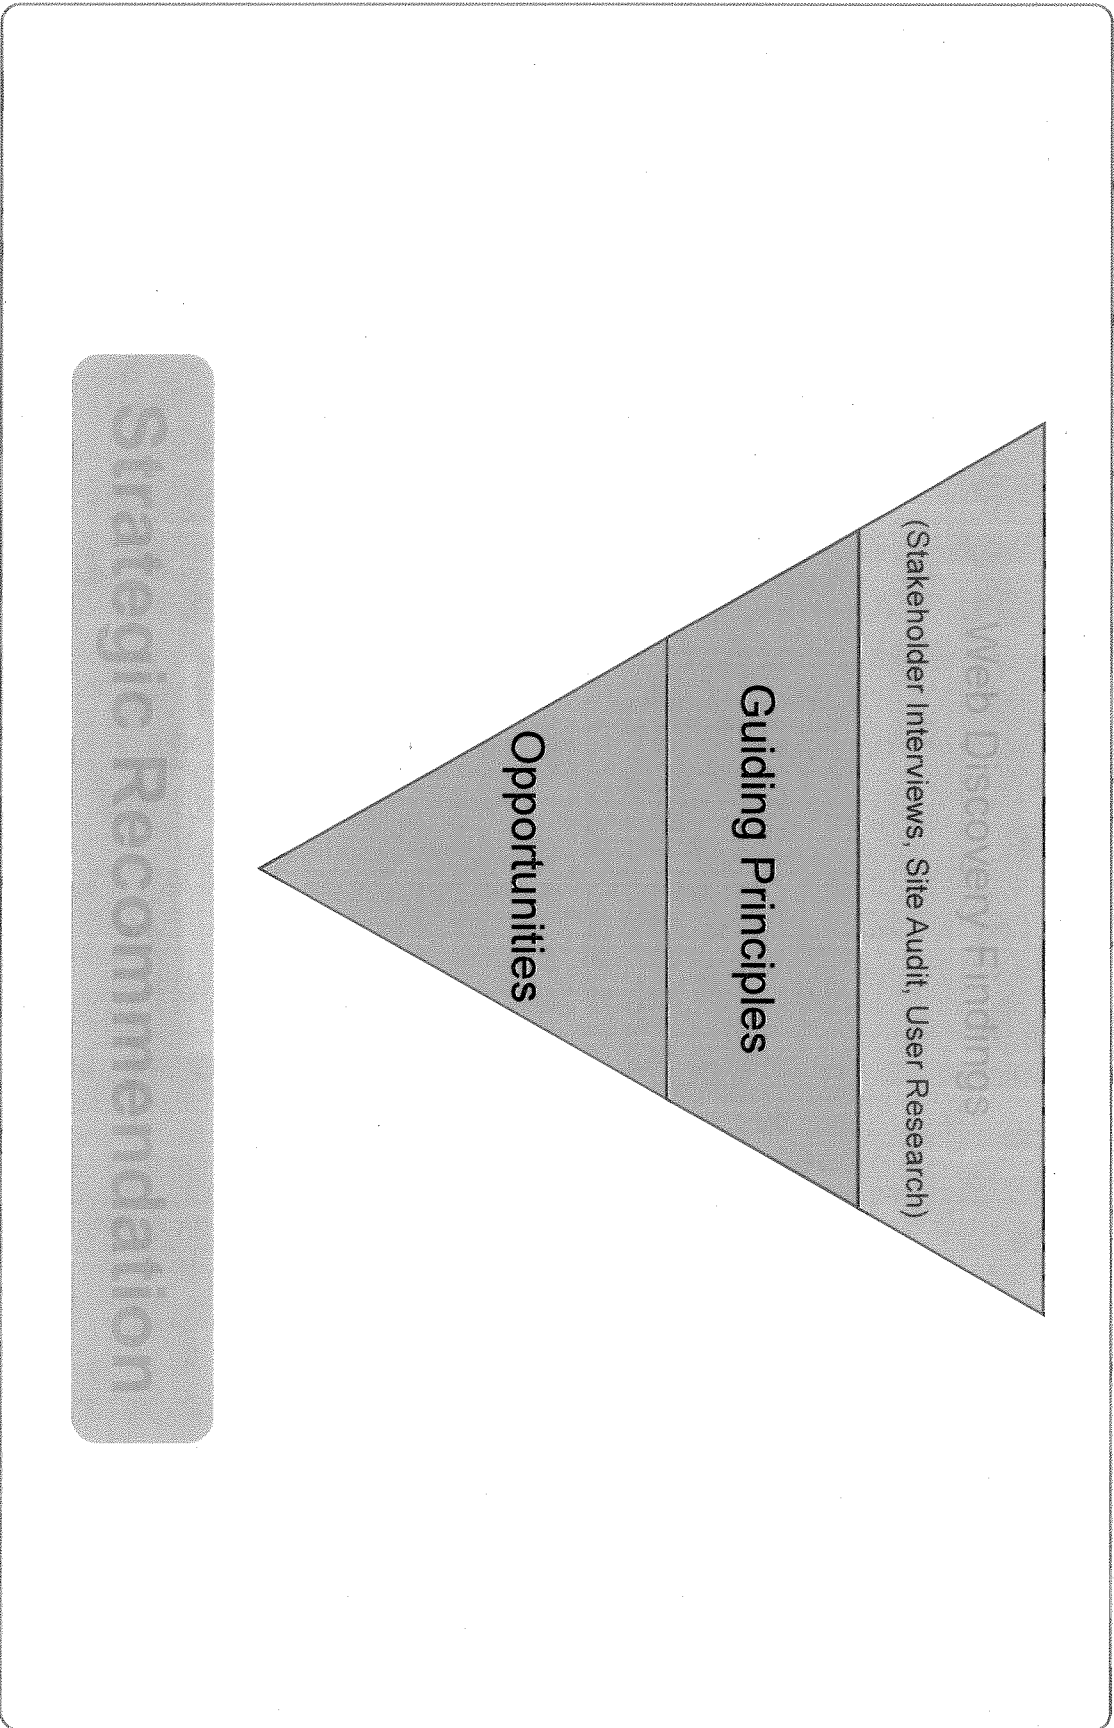 Web Discovery Findings
(Stakeholder Interviews, Site Audit, User Research)
Guiding Principles
Opportunities
Strategic Recommendation